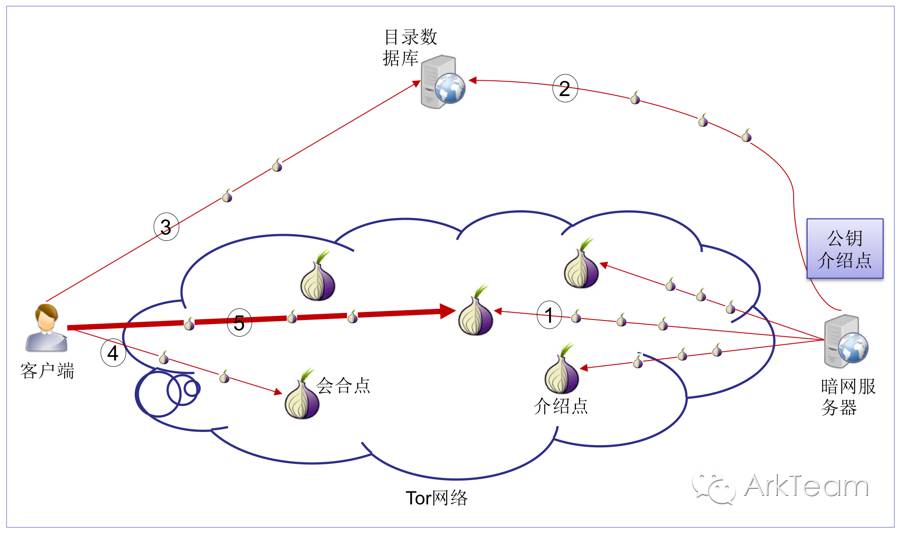 目录数
据库
②
③
公钥
介绍点
⑤
①
④
客户端
会合点
介绍点
暗网服
务器
Tor网络
ArkTeam